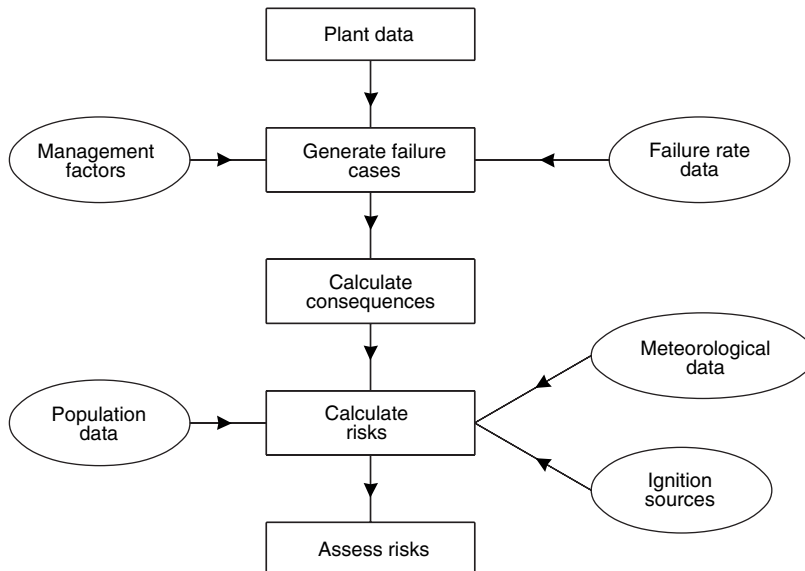 Plant data
Management
factors
Generate failure
cases
Failure rate
data
Calculate
consequences
Meteorological
data
Population
data
Calculate
risks
Ignition
sources
Assess risks